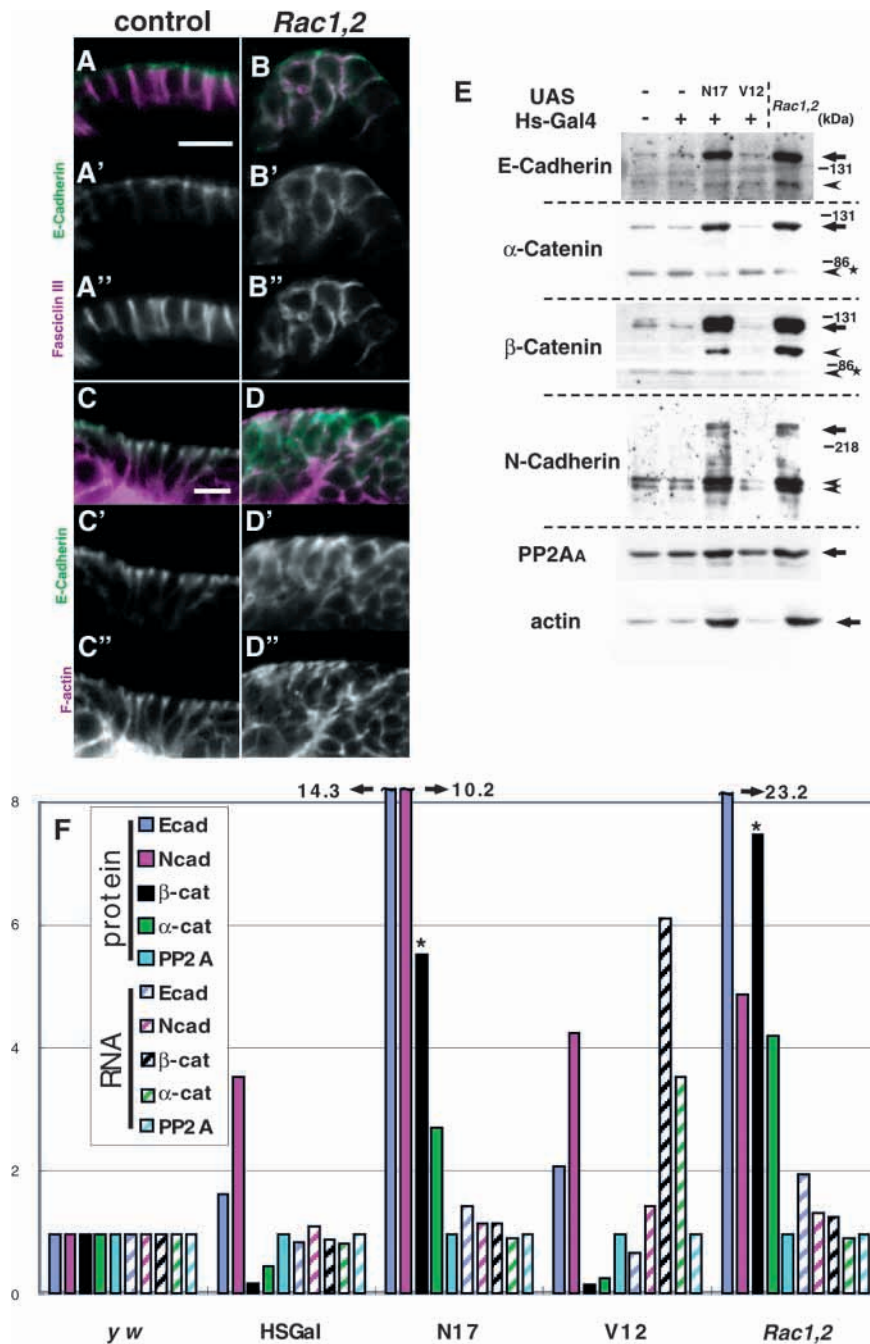 control Rac1,2
A B
A' B'
A'' B''
E-Cadherin
Fasciclin III
C D
C' D'
C'' D''
E-Cadherin
F-actin
E
UAS - - N17 V12 Rac1,2
Hs-Gal4 - + + + (kDa)
E-Cadherin -131
α-Catenin -131
-86 ★
β-Catenin -131
-86 ★
N-Cadherin -218
PP2AA
actin
14.3 10.2 23.2
8
6
4
2
0
F
protein
Ecad
Ncad
β-cat
α-cat
PP2A
RNA
Ecad
Ncad
β-cat
α-cat
PP2A
* *
y w HSGal N17 V12 Rac1,2